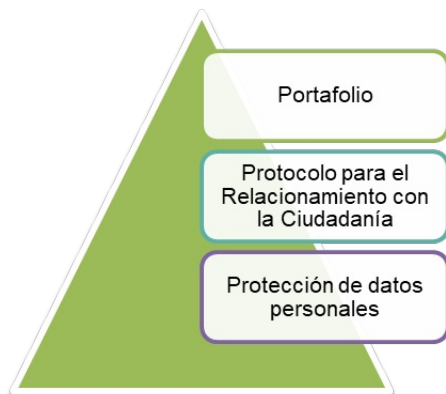 Portafolio
Protocolo para el
Relacionamiento con
la Ciudadanía
Protección de datos
personales